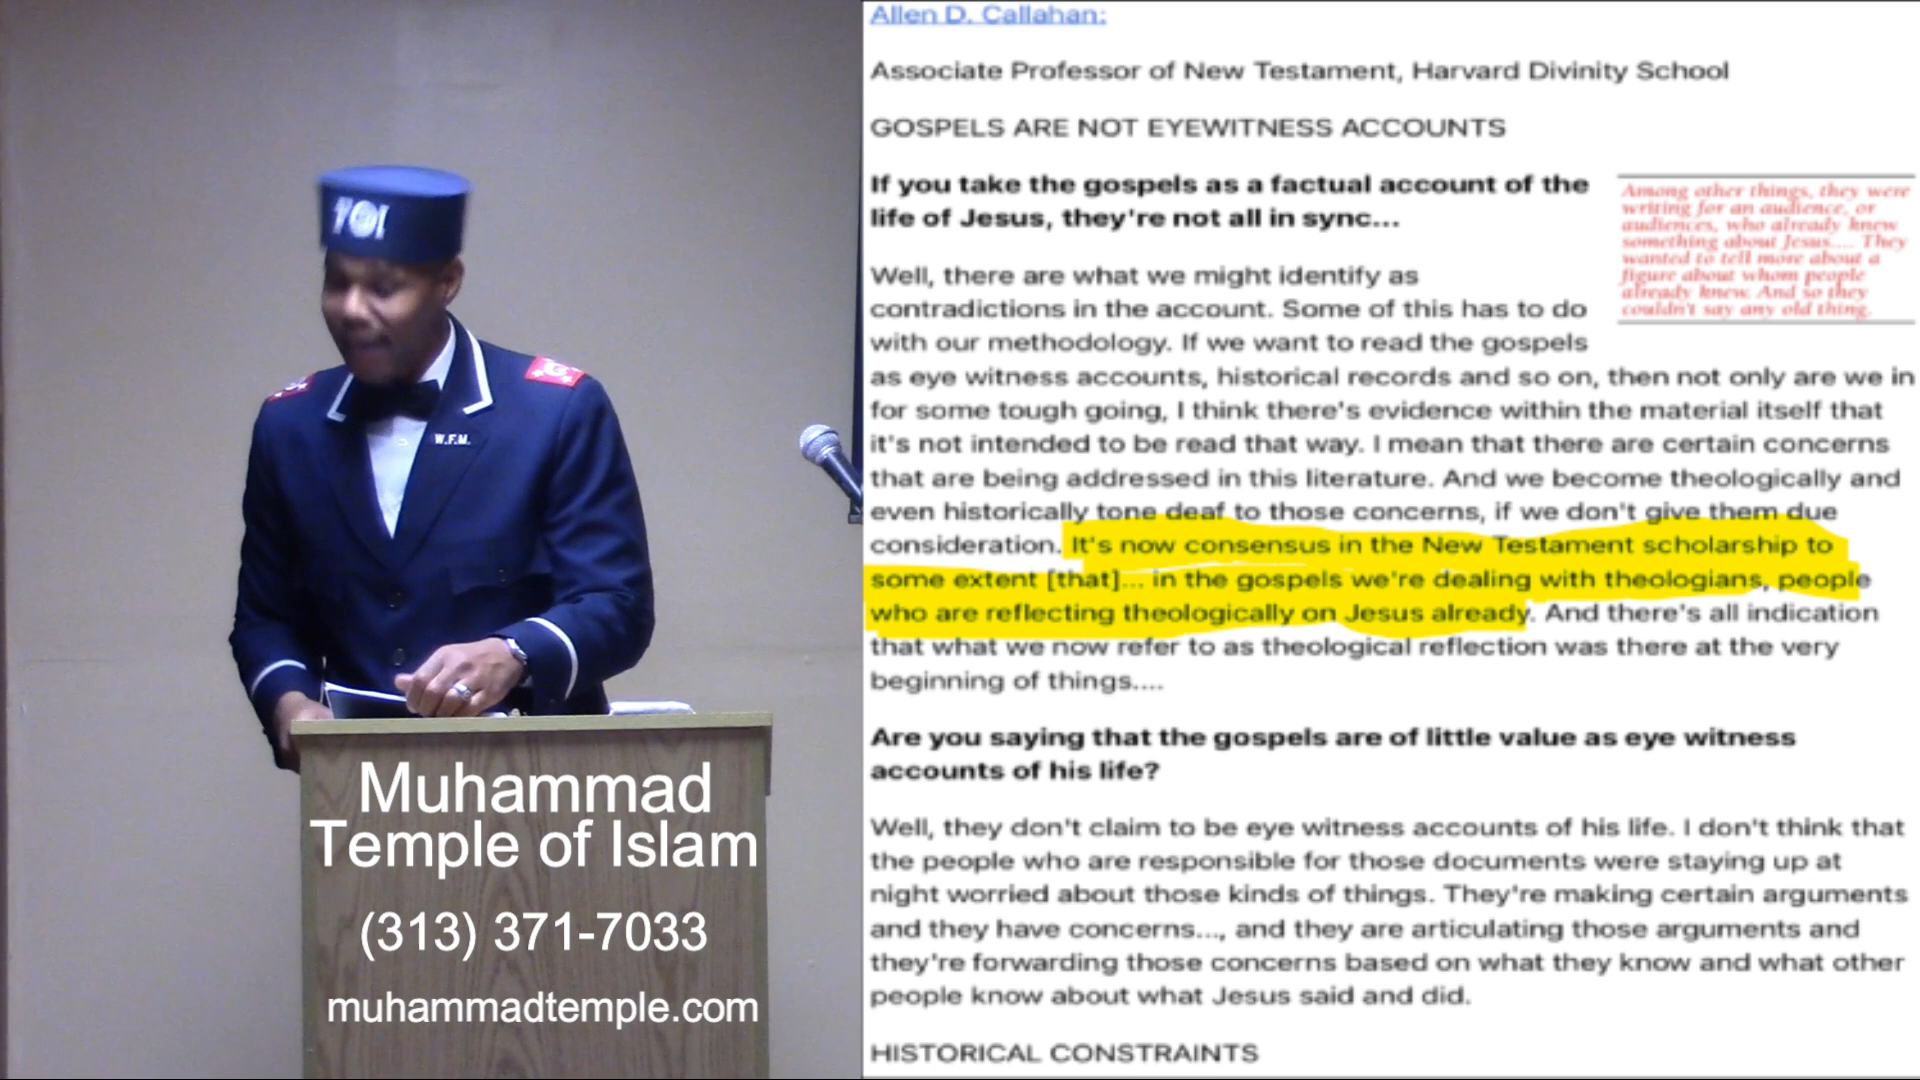 FOI
W.F.M.
Muhammad
Temple of Islam
(313) 371-7033
muhammadtemple.com
Allen D. Callahan:
Associate Professor of New Testament, Harvard Divinity School
GOSPELS ARE NOT EYEWITNESS ACCOUNTS
If you take the gospels as a factual account of the
life of Jesus, they're not all in sync...
Among other things, they were
writing for an audience, or
audiences, who already knew
something about Jesus.... They
wanted to tell more about a
figure about whom people
already knew. And so they
couldn't say any old thing.
Well, there are what we might identify as
contradictions in the account. Some of this has to do
with our methodology. If we want to read the gospels
as eye witness accounts, historical records and so on, then not only are we in
for some tough going, I think there's evidence within the material itself that
it's not intended to be read that way. I mean that there are certain concerns
that are being addressed in this literature. And we become theologically and
even historically tone deaf to those concerns, if we don't give them due
consideration. It's now consensus in the New Testament scholarship to
some extent [that]... in the gospels we're dealing with theologians, people
who are reflecting theologically on Jesus already. And there's all indication
that what we now refer to as theological reflection was there at the very
beginning of things....
Are you saying that the gospels are of little value as eye witness
accounts of his life?
Well, they don't claim to be eye witness accounts of his life. I don't think that
the people who are responsible for those documents were staying up at
night worried about those kinds of things. They're making certain arguments
and they have concerns..., and they are articulating those arguments and
they're forwarding those concerns based on what they know and what other
people know about what Jesus said and did.
HISTORICAL CONSTRAINTS